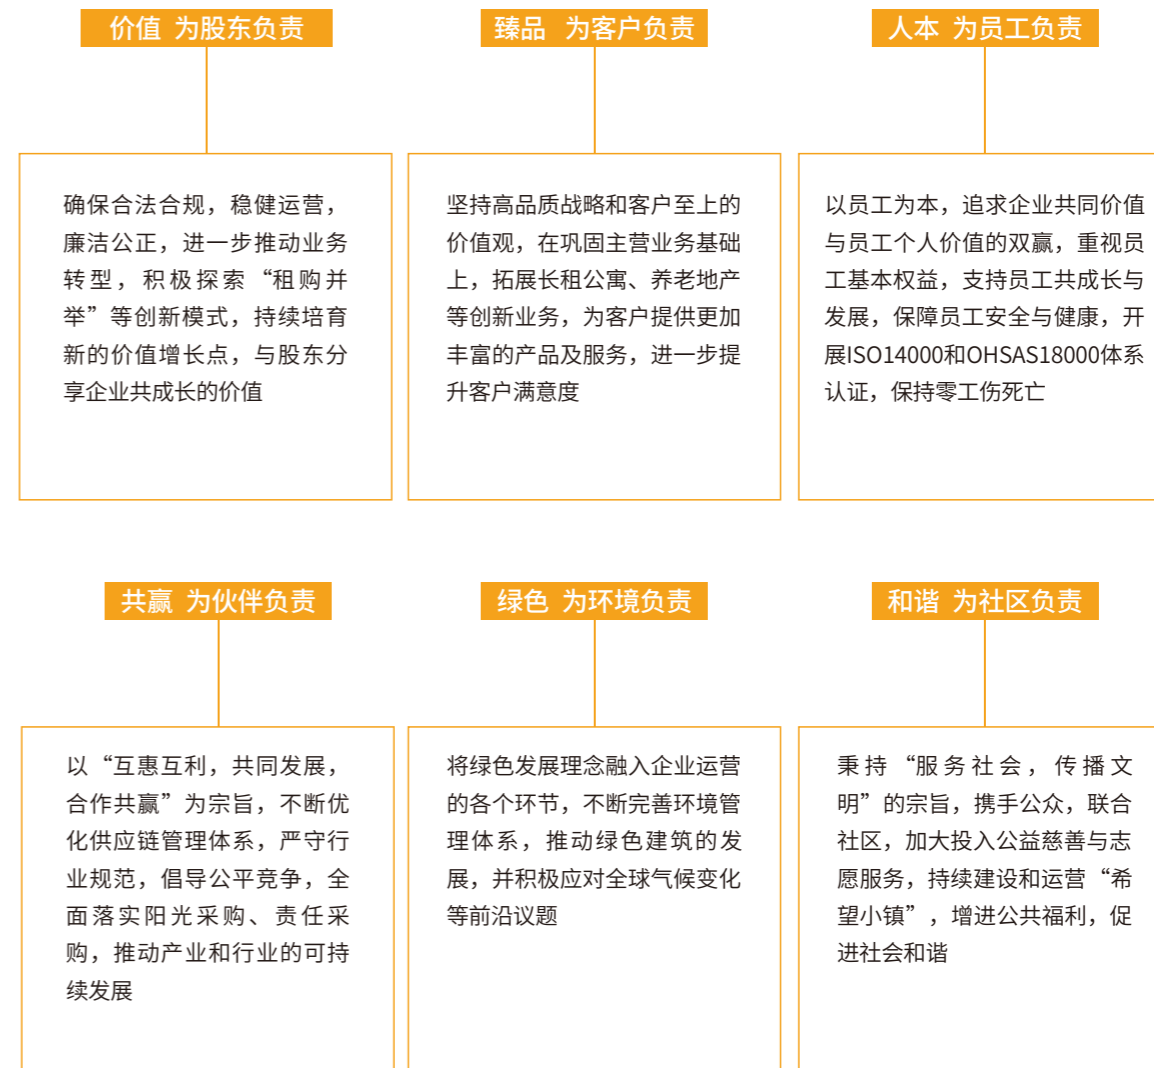 价值 为股东负责
确保合法合规，稳健运营，
廉洁公正，进一步推动业务
转型，积极探索“租购并
举”等创新模式，持续培育
新的价值增长点，与股东分
享企业共成长的价值
臻品 为客户负责
坚持高品质战略和客户至上的
价值观，在巩固主营业务基础
上，拓展长租公寓、养老地产
等创新业务，为客户提供更加
丰富的产品及服务，进一步提
升客户满意度
人本 为员工负责
以员工为本，追求企业共同价值
与员工个人价值的双赢，重视员
工基本权益，支持员工共成长与
发展，保障员工安全与健康，开
展ISO14000和OHSAS18000体系
认证，保持零工伤死亡
共赢 为伙伴负责
以“互惠互利，共同发展，
合作共赢”为宗旨，不断优
化供应链管理体系，严守行
业规范，倡导公平竞争，全
面落实阳光采购、责任采
购，推动产业和行业的可持
续发展
绿色 为环境负责
将绿色发展理念融入企业运营
的各个环节，不断完善环境管
理体系，推动绿色建筑的发
展，并积极应对全球气候变化
等前沿议题
和谐 为社区负责
秉持“服务社会，传播文
明”的宗旨，携手公众，联合
社区，加大投入公益慈善与志
愿服务，持续建设和运营“希
望小镇”，增进公共福利，促
进社会和谐